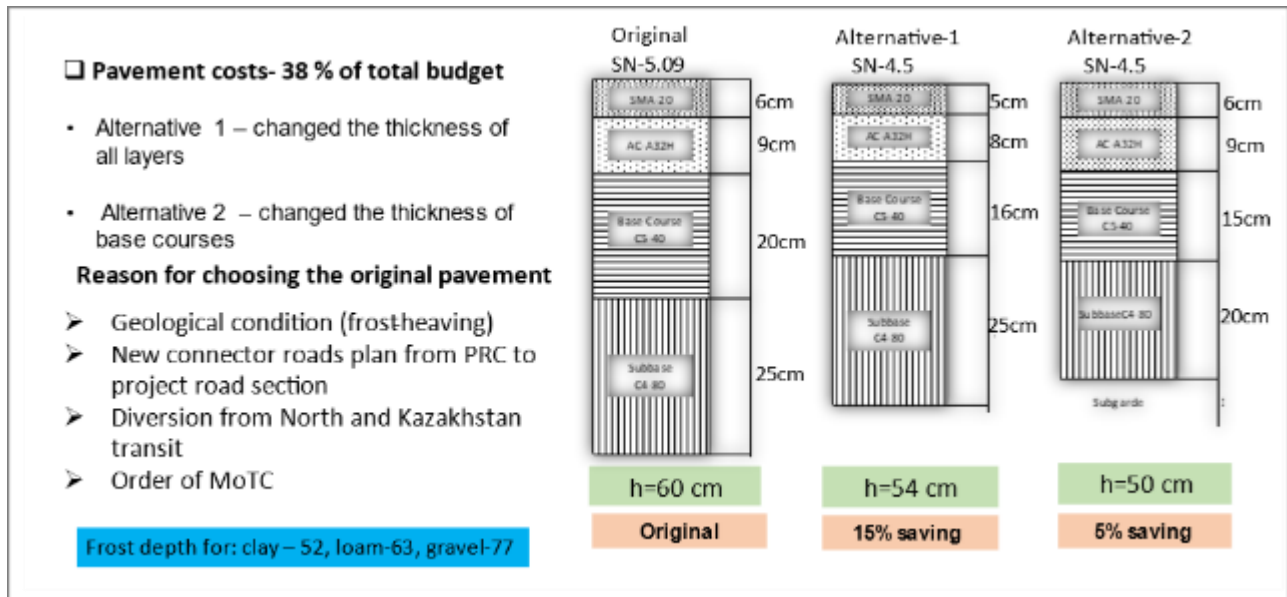 ❑ Pavement costs- 38 % of total budget
• Alternative 1 – changed the thickness of
all layers
• Alternative 2 – changed the thickness of
base courses
Reason for choosing the original pavement
➢ Geological condition (frost-heaving)
➢ New connector roads plan from PRC to
project road section
➢ Diversion from North and Kazakhstan
transit
➢ Order of MoTC
Frost depth for: clay – 52, loam-63, gravel-77
Original
SN-5.09
SMA 20
6cm
AC A32H
9cm
Base Course
C5-40
20cm
Subbase
C4-80
25cm
h=60 cm
Original
Alternative-1
SN-4.5
SMA 20
5cm
AC A32H
8cm
Base Course
C5-40
16cm
Subbase
C4-80
25cm
h=54 cm
15% saving
Alternative-2
SN-4.5
SMA 20
6cm
AC A32H
9cm
Base Course
C5-40
15cm
SubbaseC4-80
20cm
Subgarde
:
h=50 cm
5% saving